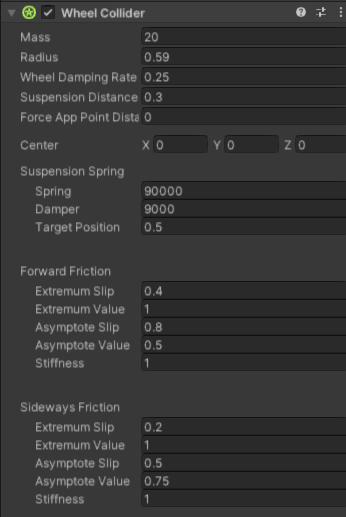 Wheel Collider
Mass 20
Radius 0.59
Wheel Damping Rate 0.25
Suspension Distance 0.3
Force App Point Dista 0
Center X 0 Y 0 Z 0
Suspension Spring
Spring 90000
Damper 9000
Target Position 0.5
Forward Friction
Extremum Slip 0.4
Extremum Value 1
Asymptote Slip 0.8
Asymptote Value 0.5
Stiffness 1
Sideways Friction
Extremum Slip 0.2
Extremum Value 1
Asymptote Slip 0.5
Asymptote Value 0.75
Stiffness 1